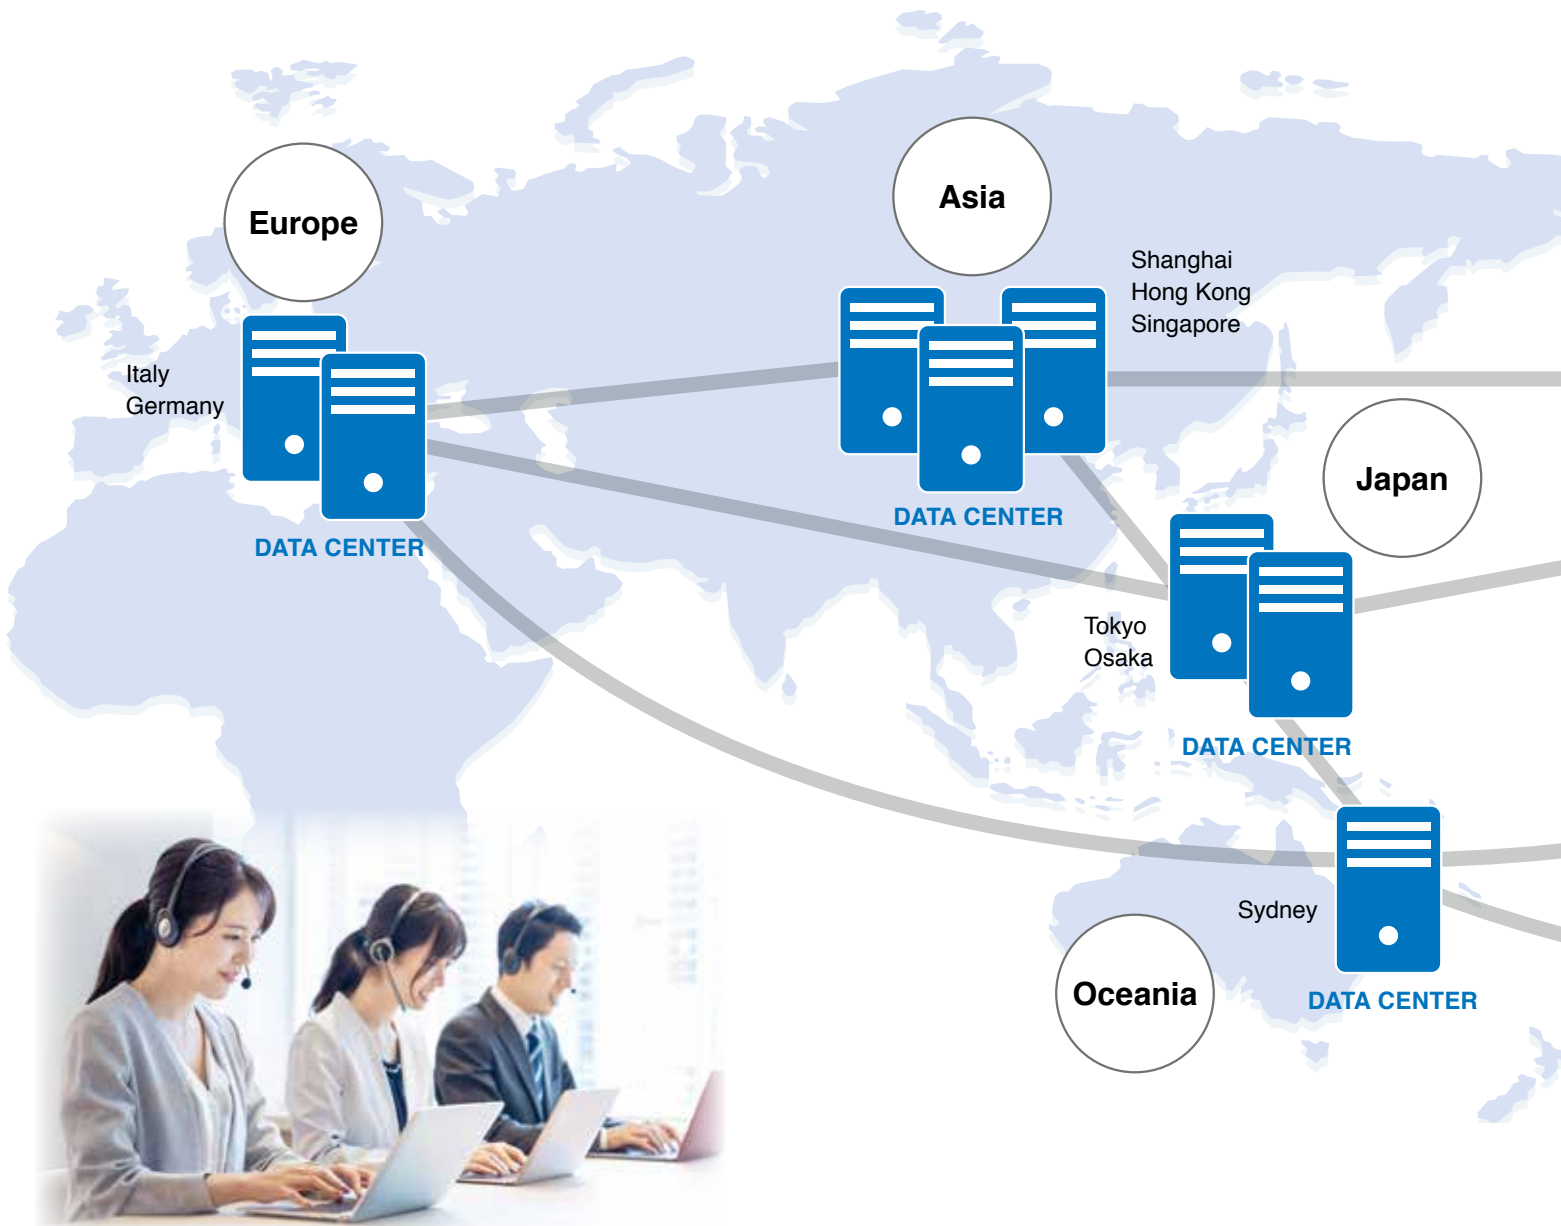 Europe
Italy
Germany
DATA CENTER
Asia
Shanghai
Hong Kong
Singapore
DATA CENTER
Japan
Tokyo
Osaka
DATA CENTER
Sydney
Oceania
DATA CENTER